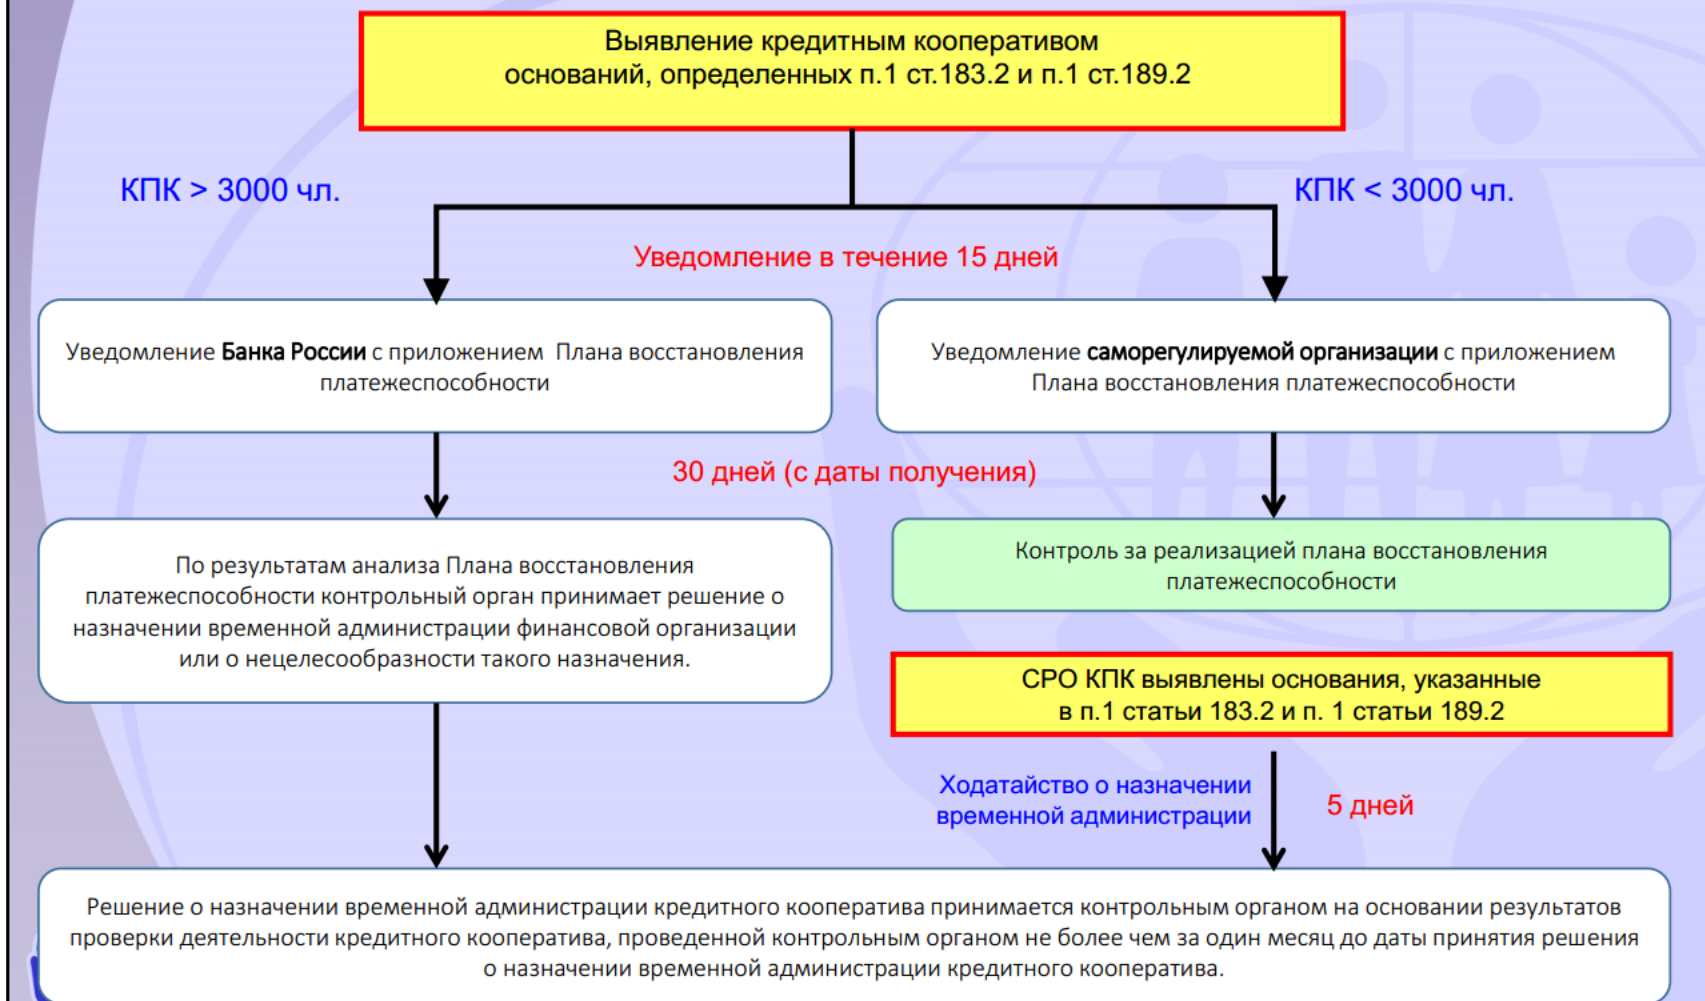 Выявление кредитным кооперативом
оснований, определенных п.1 ст.183.2 и п.1 ст.189.2
КПК > 3000 чл.
КПК < 3000 чл.
Уведомление в течение 15 дней
Уведомление Банка России с приложением Плана восстановления
платежеспособности
Уведомление саморегулируемой организации с приложением
Плана восстановления платежеспособности
30 дней (с даты получения)
По результатам анализа Плана восстановления
платежеспособности контрольный орган принимает решение о
назначении временной администрации финансовой организации
или о нецелесообразности такого назначения.
Контроль за реализацией плана восстановления
платежеспособности
СРО КПК выявлены основания, указанные
в п.1 статьи 183.2 и п. 1 статьи 189.2
Ходатайство о назначении
временной администрации
5 дней
Решение о назначении временной администрации кредитного кооператива принимается контрольным органом на основании результатов
проверки деятельности кредитного кооператива, проведенной контрольным органом не более чем за один месяц до даты принятия решения
о назначении временной администрации кредитного кооператива.